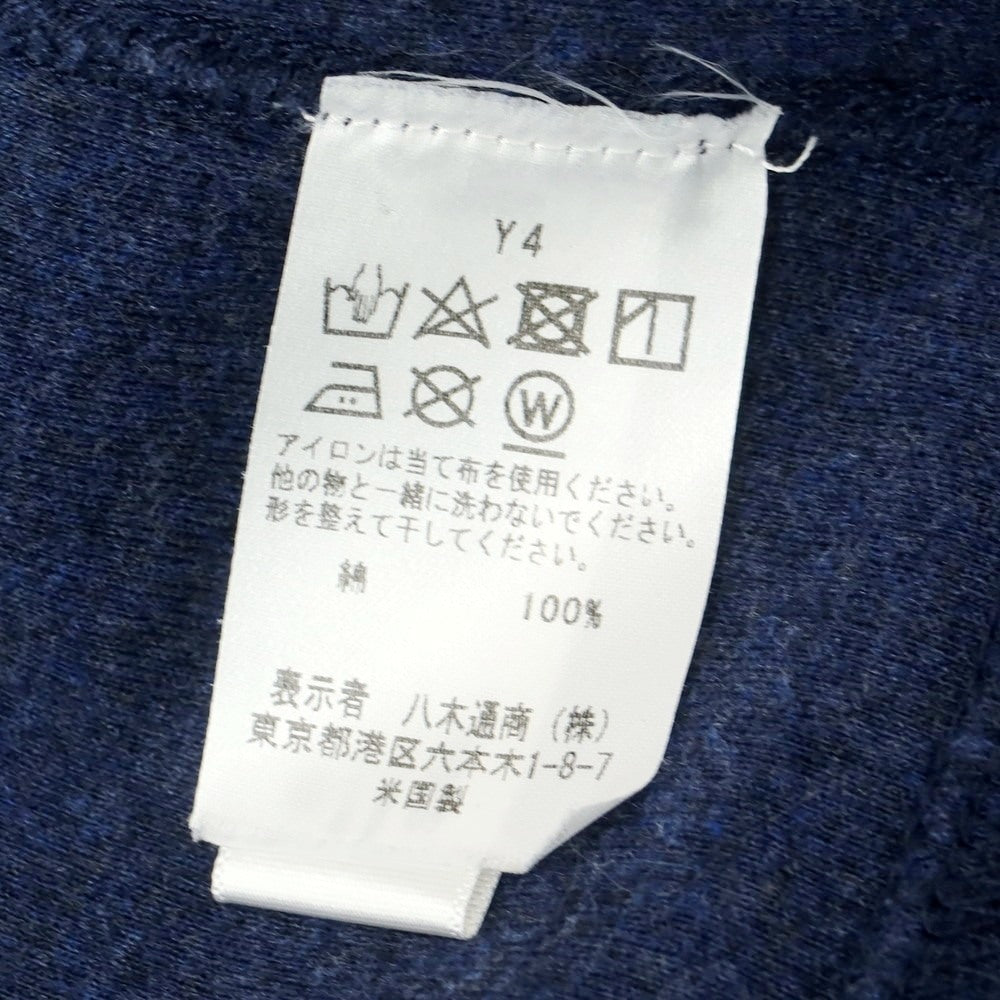 Y4
W
アイロンは当て布を使用ください。
他の物と一緒に洗わないでください。
形を整えて干してください。
綿 100%
表示者 八木通商(株)
東京都港区六本木1-8-7
米国製